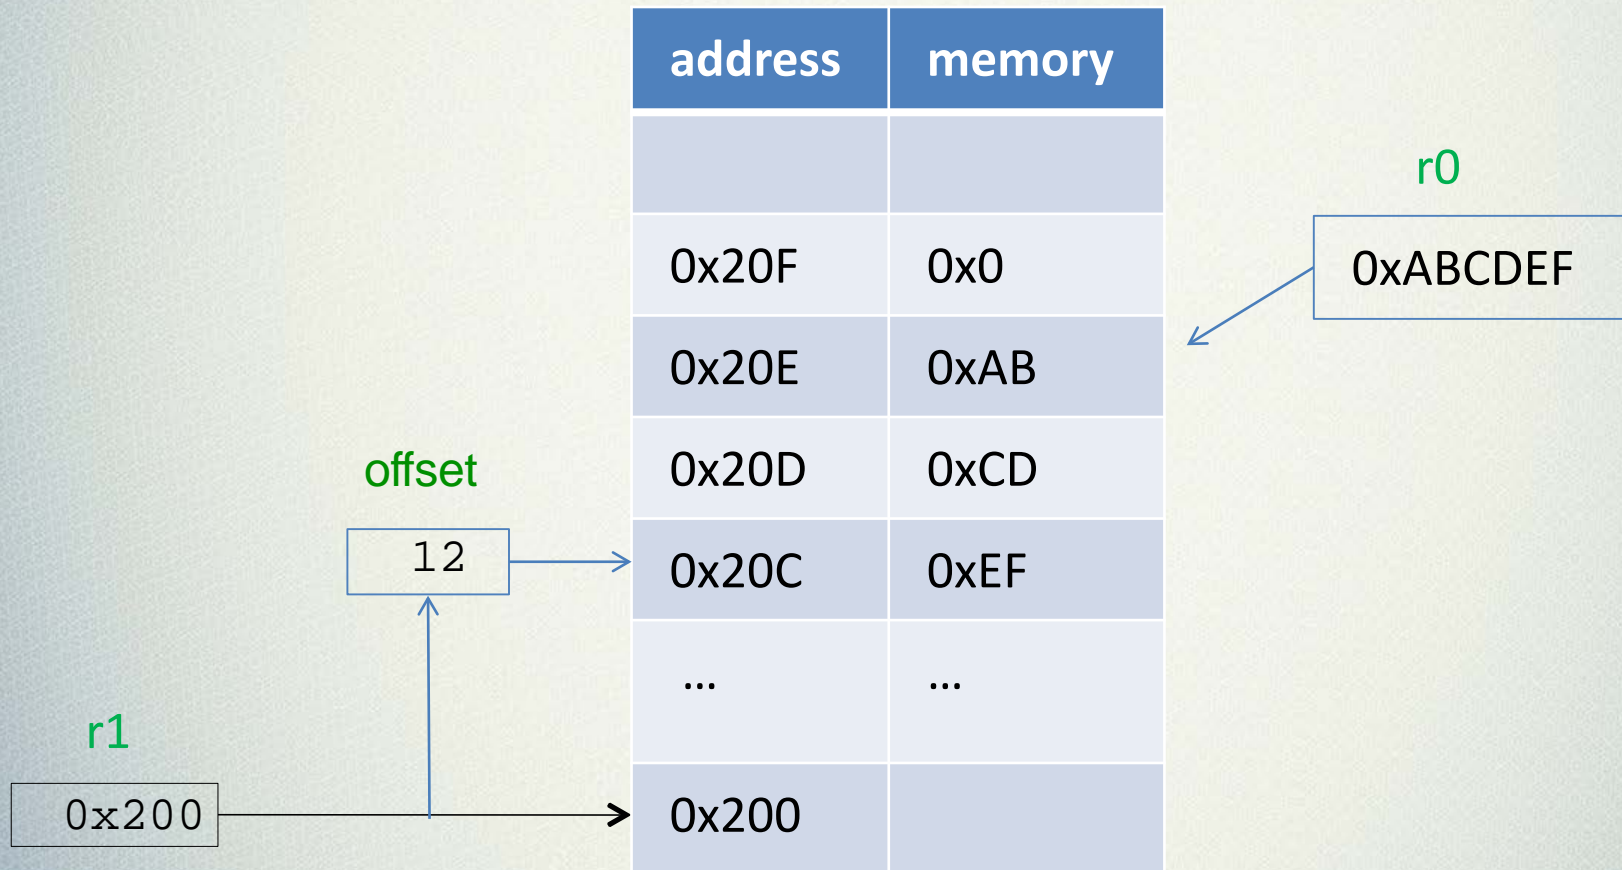 address memory
r0
0x20F 0x0
0xABCDEF
0x20E 0xAB
offset
0x20D 0xCD
12
0x20C 0xEF
... ...
r1
0x200
0x200